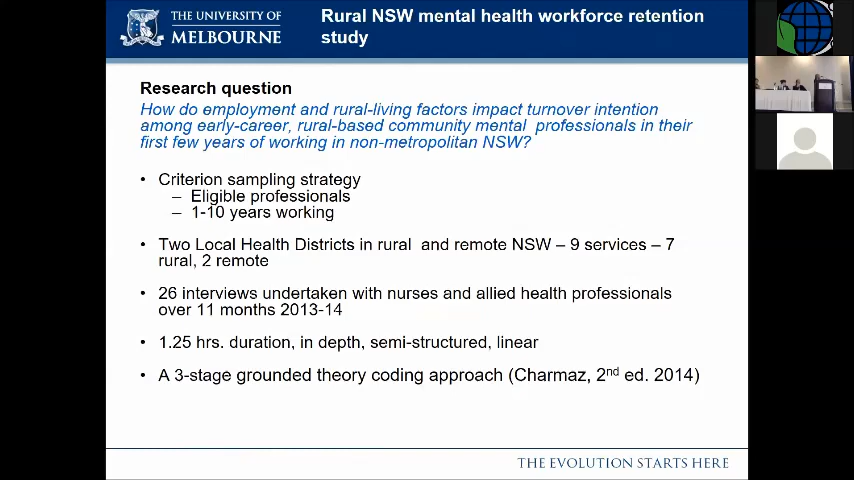 THE UNIVERSITY OF
MELBOURNE
Rural NSW mental health workforce retention
study
Research question
How do employment and rural-living factors impact turnover intention
among early-career, rural-based community mental professionals in their
first few years of working in non-metropolitan NSW?
• Criterion sampling strategy
– Eligible professionals
– 1-10 years working
• Two Local Health Districts in rural and remote NSW – 9 services – 7
rural, 2 remote
• 26 interviews undertaken with nurses and allied health professionals
over 11 months 2013-14
• 1.25 hrs. duration, in depth, semi-structured, linear
• A 3-stage grounded theory coding approach (Charmaz, 2nd ed. 2014)
THE EVOLUTION STARTS HERE